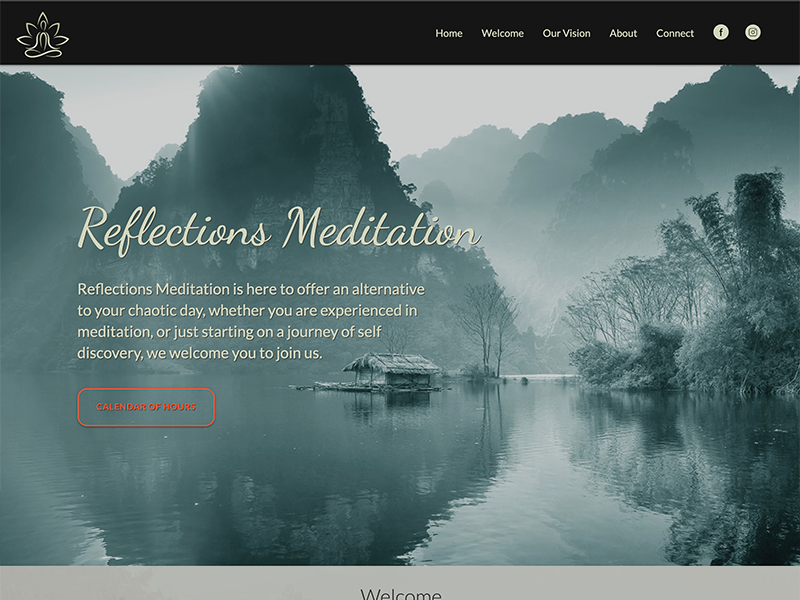 Home Welcome Our Vision About Connect
Reflections Meditation
Reflections Meditation is here to offer an alternative
to your chaotic day, whether you are experienced in
meditation, or just starting on a journey of self
discovery, we welcome you to join us.
CALENDAR OF HOURS
Welcome